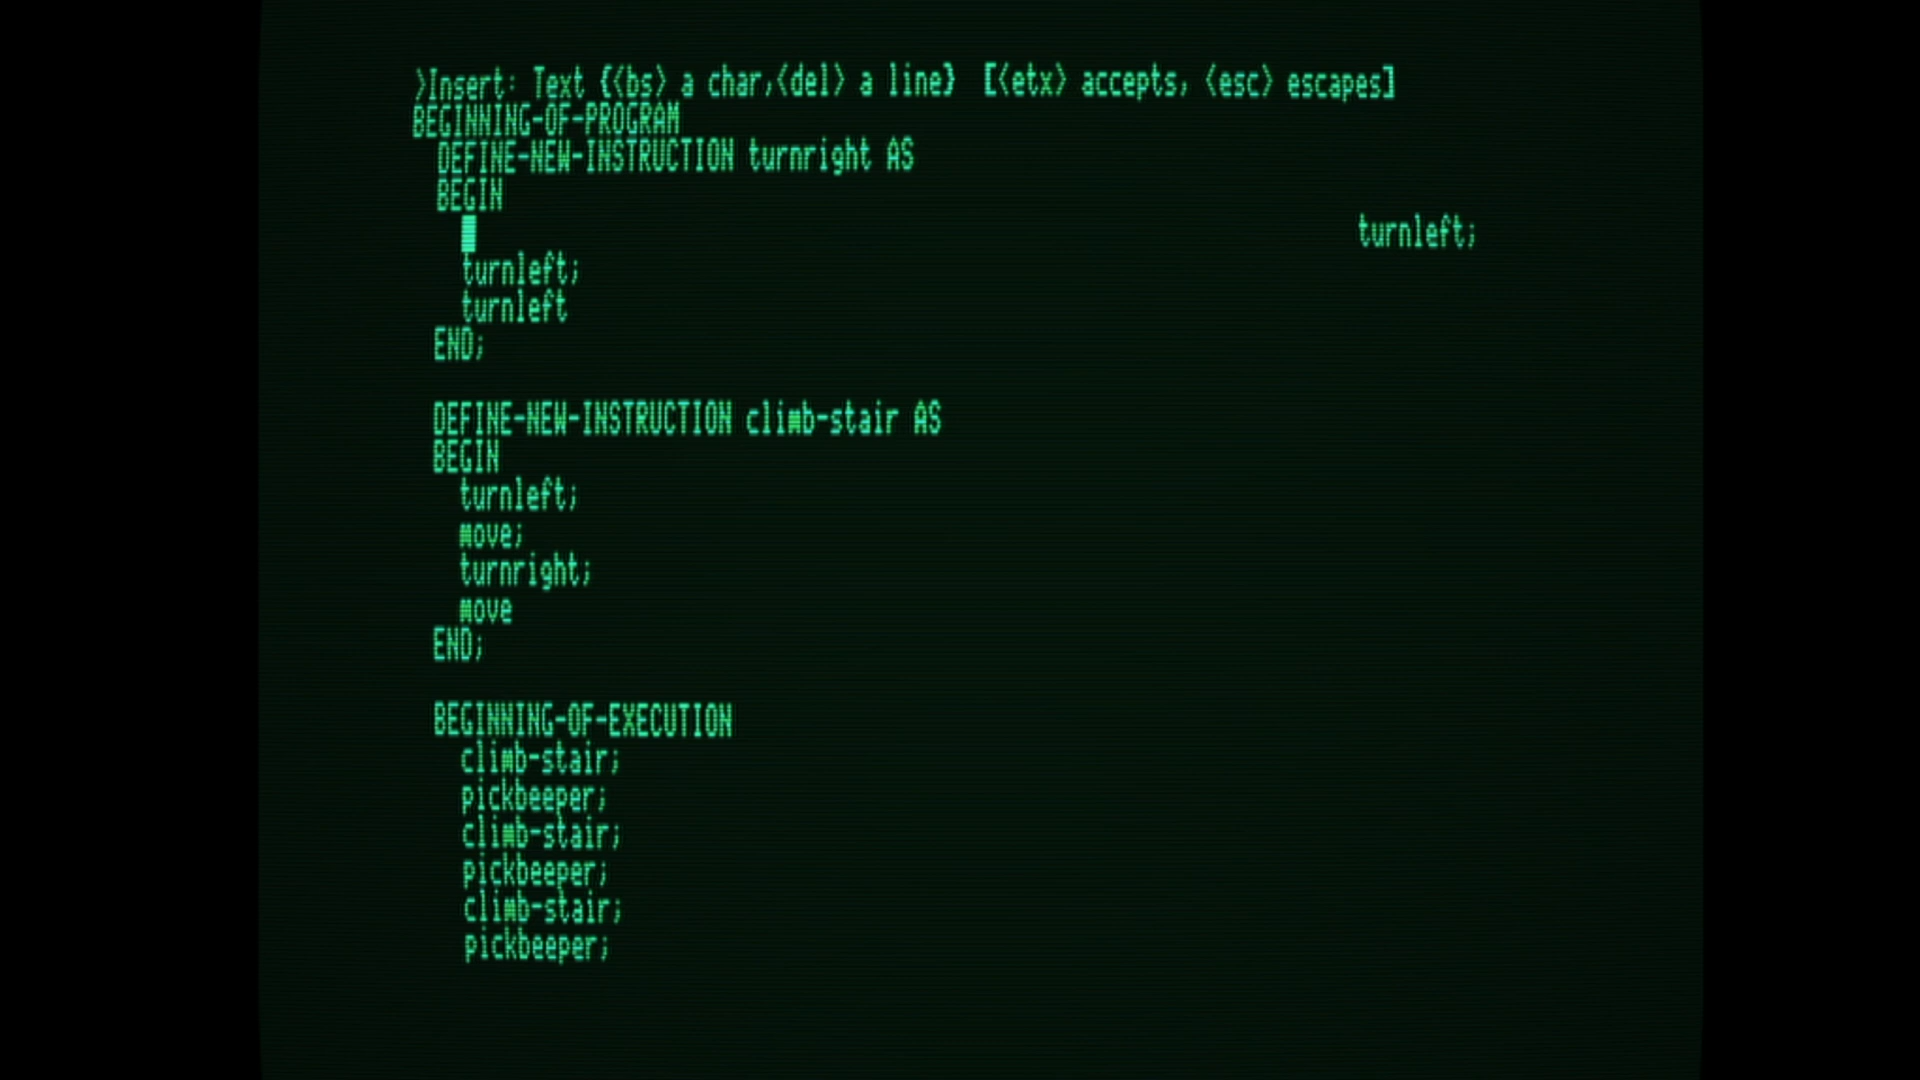 >Insert: Text {<bs> a char,<del> a line}  [<etx> accepts, <esc> escapes]
BEGINNING-OF-PROGRAM
DEFINE-NEW-INSTRUCTION turnright AS
BEGIN
turnleft;
turnleft;
turnleft
END;
DEFINE-NEW-INSTRUCTION climb-stair AS
BEGIN
turnleft;
move;
turnright;
move
END;
BEGINNING-OF-EXECUTION
climb-stair;
pickbeeper;
climb-stair;
pickbeeper;
climb-stair;
pickbeeper;